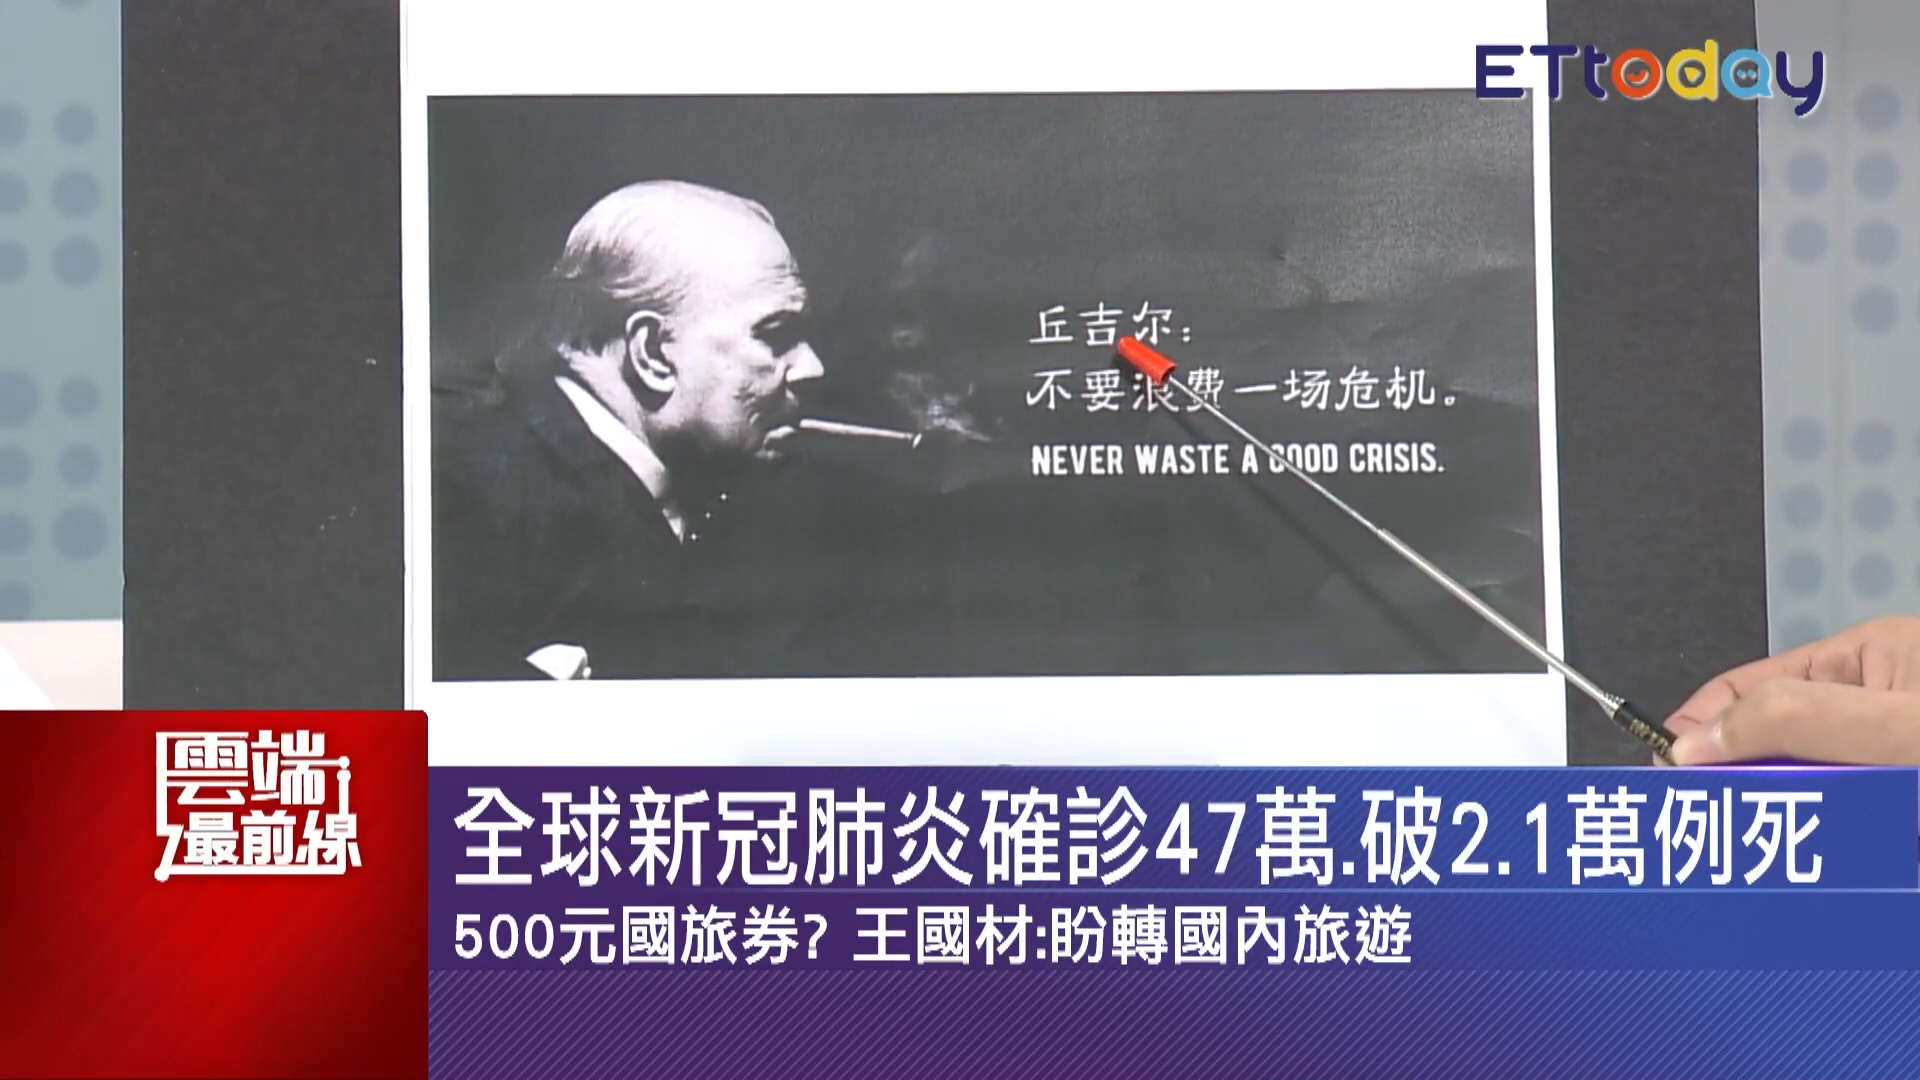 ETtoday
丘吉尔：
不要浪费一场危机。
NEVER WASTE A GOOD CRISIS.
雲端
最前線
全球新冠肺炎確診47萬.破2.1萬例死
500元國旅券? 王國材:盼轉國內旅遊